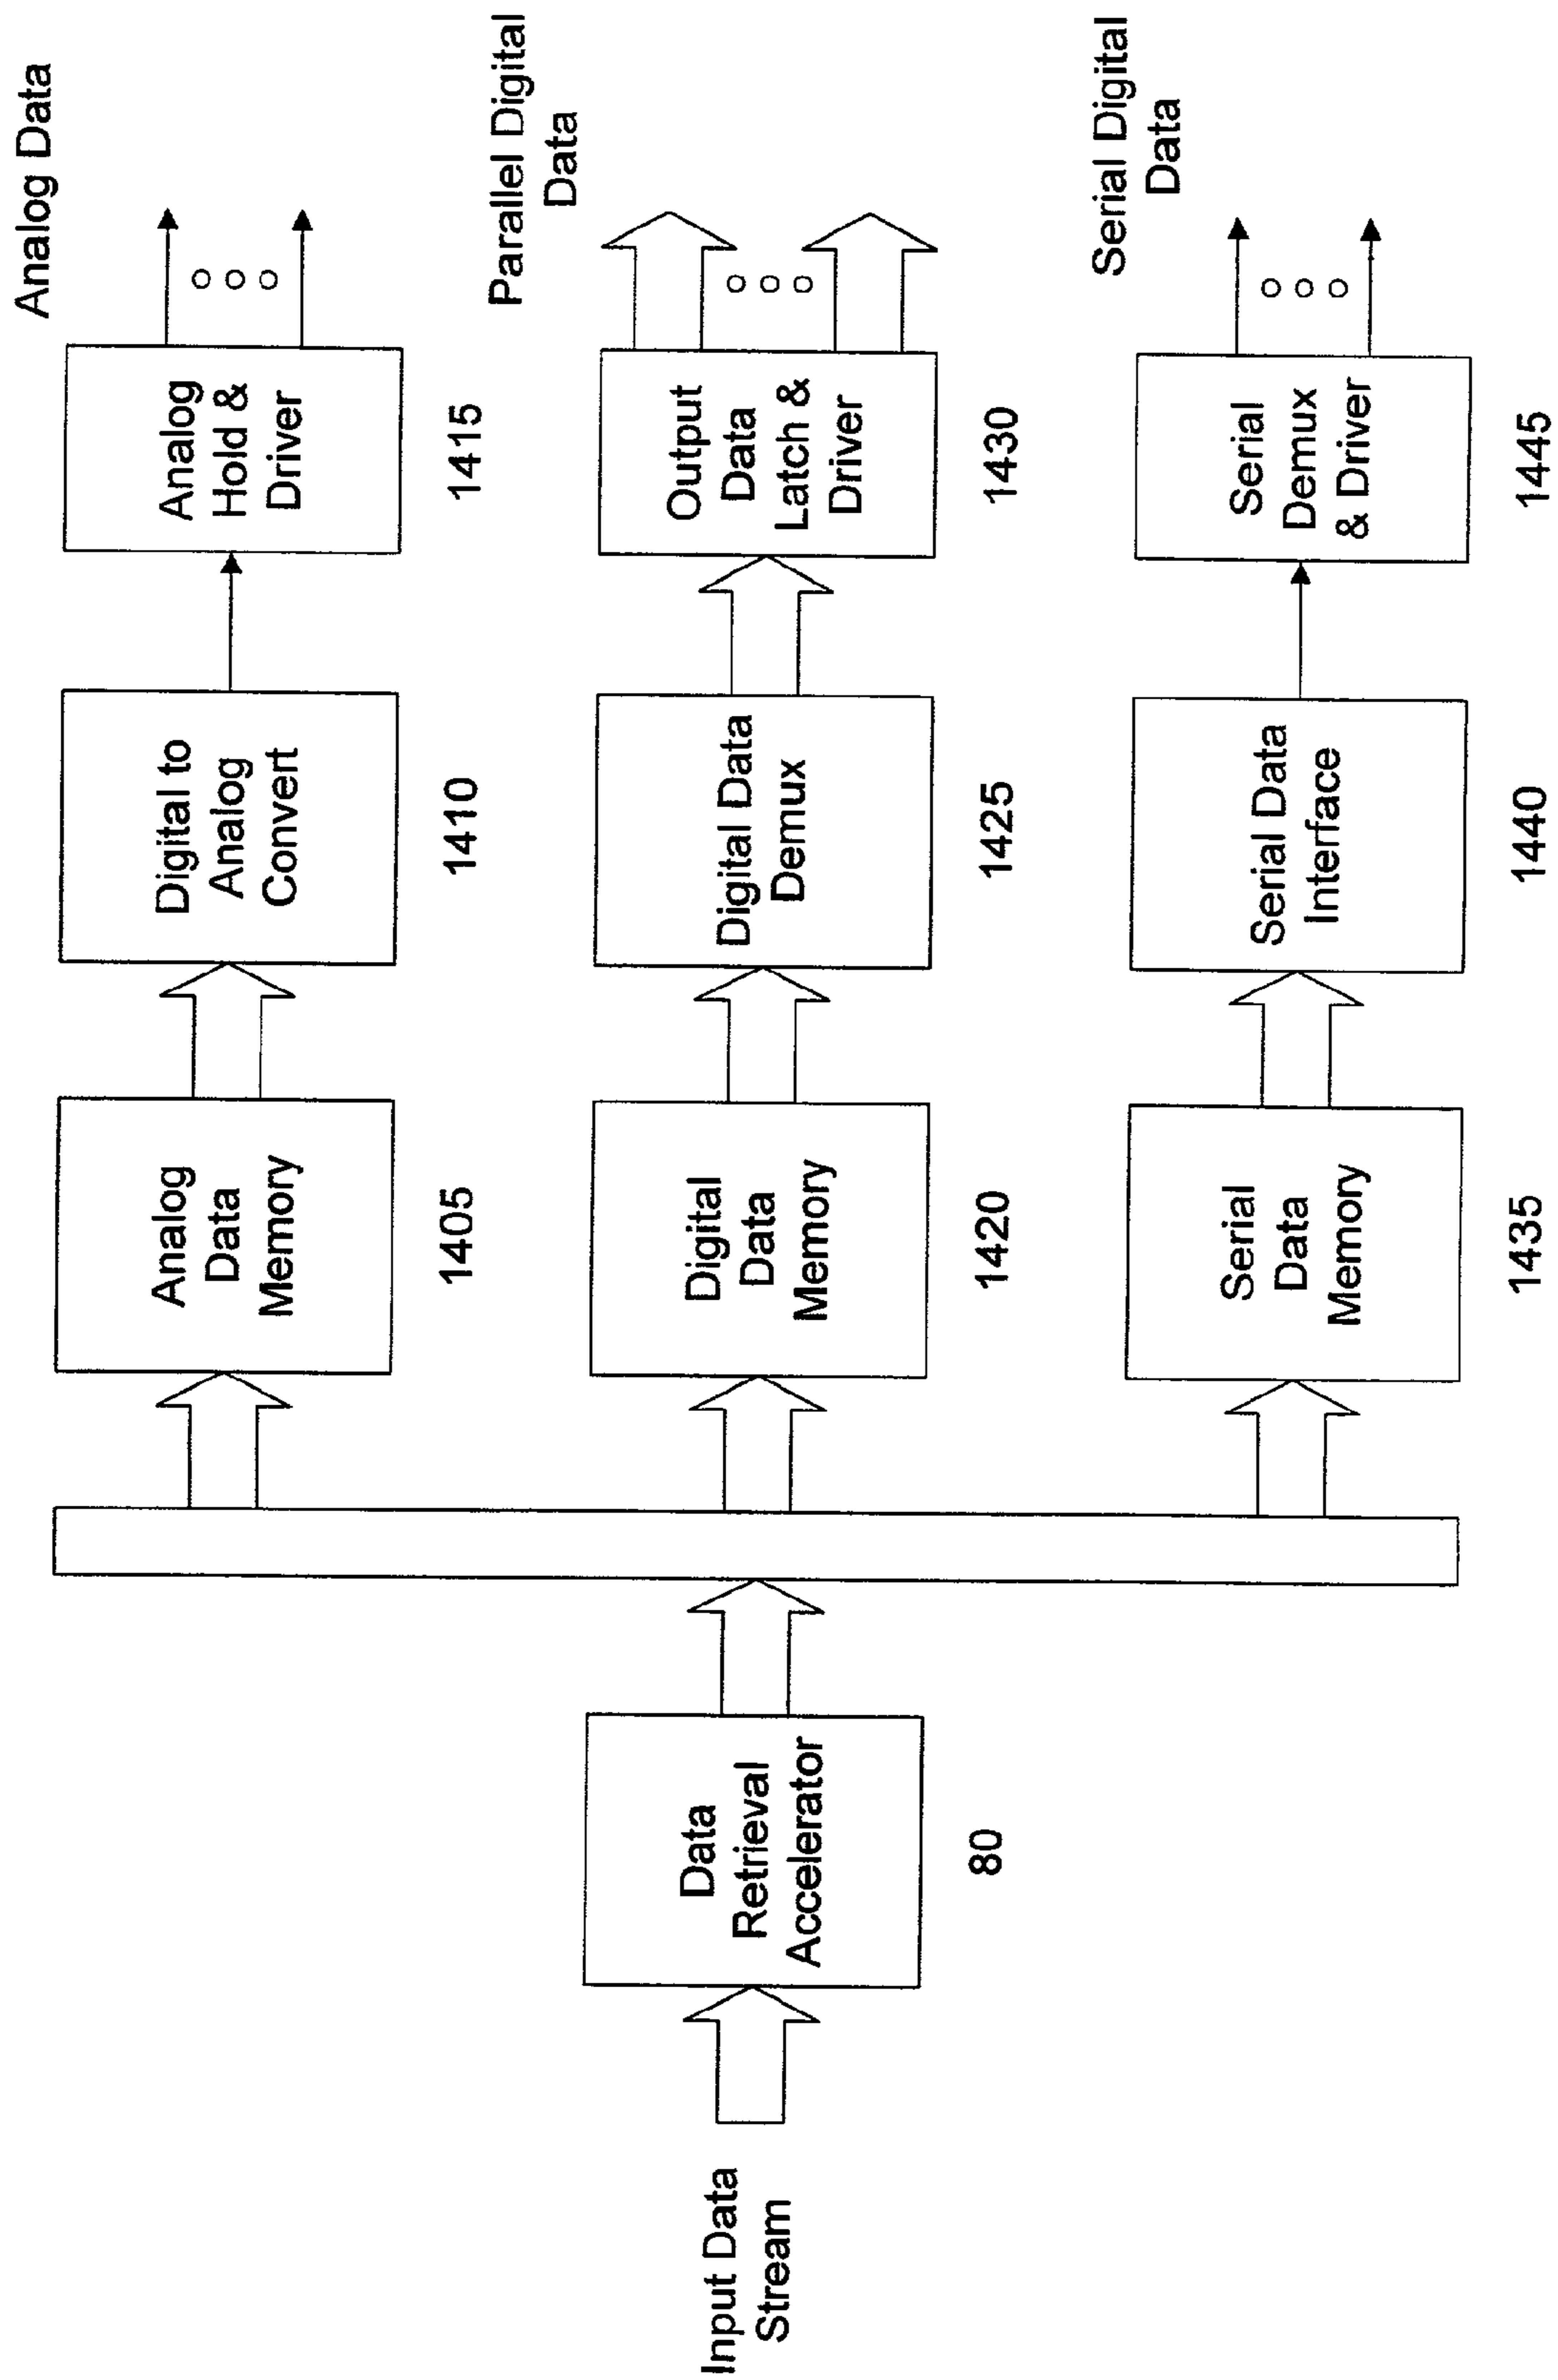 Analog Data
Analog
Data
Memory
1405
Digital to
Analog
Convert
1410
Analog
Hold &
Driver
1415
Input Data
Stream
Data
Retrieval
Accelerator
80
Digital
Data
Memory
1420
Digital Data
Demux
1425
Output
Data
Latch &
Driver
1430
Parallel Digital
Data
Serial
Data
Memory
1435
Serial Data
Interface
1440
Serial
Demux
& Driver
1445
Serial Digital
Data